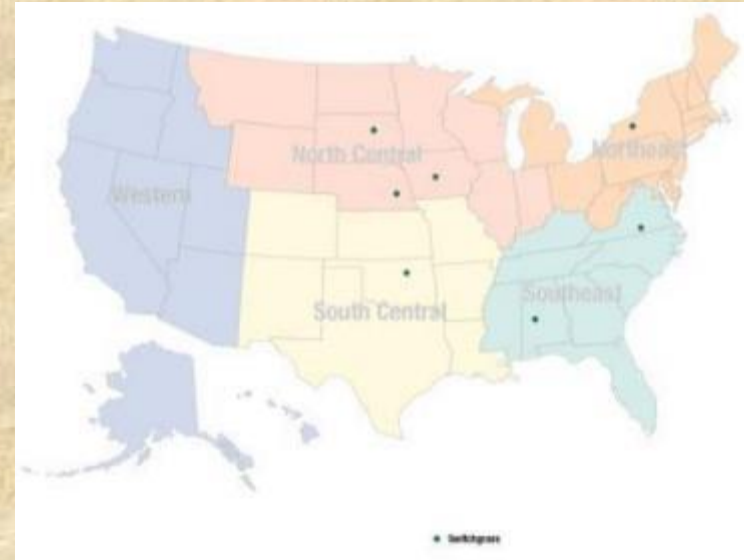 North Central
Northeast
Western
Southeast
South Central
Switchgrass